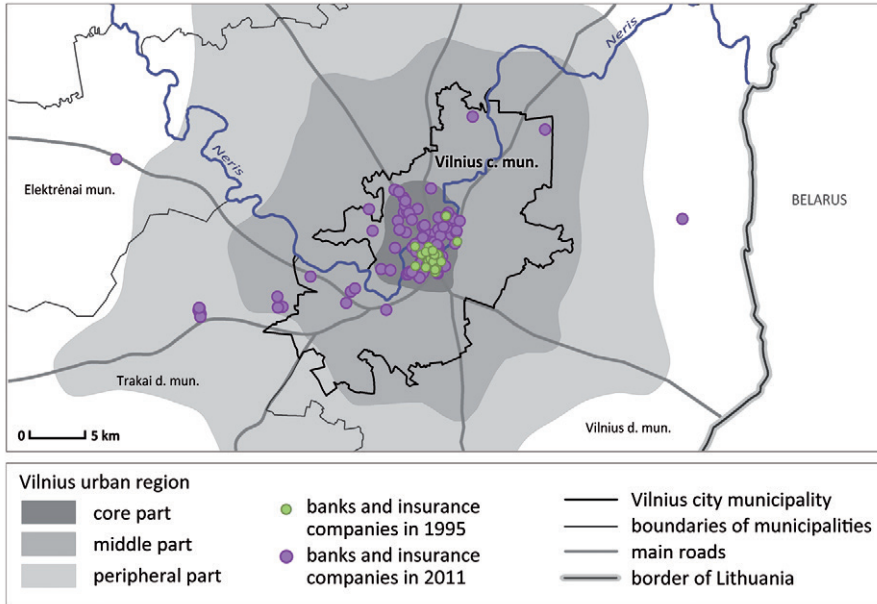 Neris
Neris
Vilnius c. mun.
Elektrėnai mun.
BELARUS
Trakai d. mun.
Vilnius d. mun.
0 5 km
Vilnius urban region
core part
middle part
peripheral part
banks and insurance
companies in 1995
banks and insurance
companies in 2011
Vilnius city municipality
boundaries of municipalities
main roads
border of Lithuania